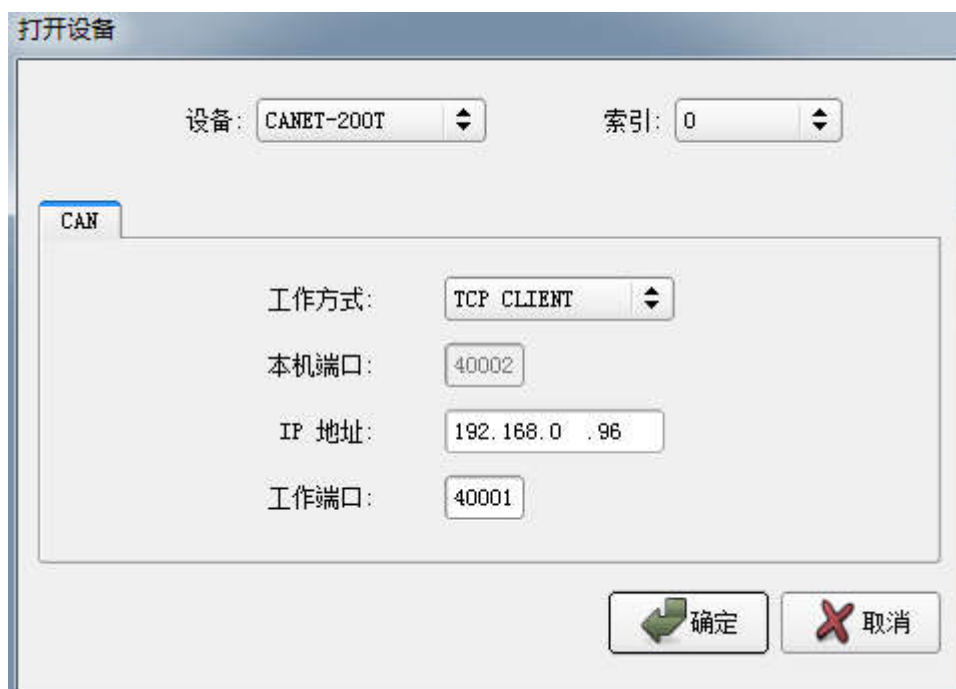 打开设备
设备: CANET-200T 索引: 0
CAN
工作方式: TCP CLIENT
本机端口: 40002
IP 地址: 192.168.0 .96
工作端口: 40001
确定 取消